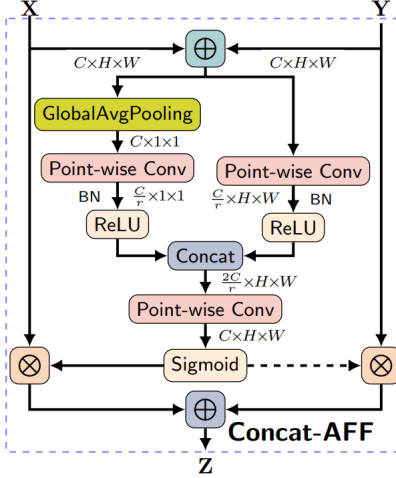 X Y
⊕
C×H×W C×H×W
GlobalAvgPooling
C×1×1
Point-wise Conv Point-wise Conv
BN C/r×1×1 C/r×H×W BN
ReLU ReLU
Concat
2C/r×H×W
Point-wise Conv
C×H×W
⊗ Sigmoid ⊗
⊕ Concat-AFF
Z